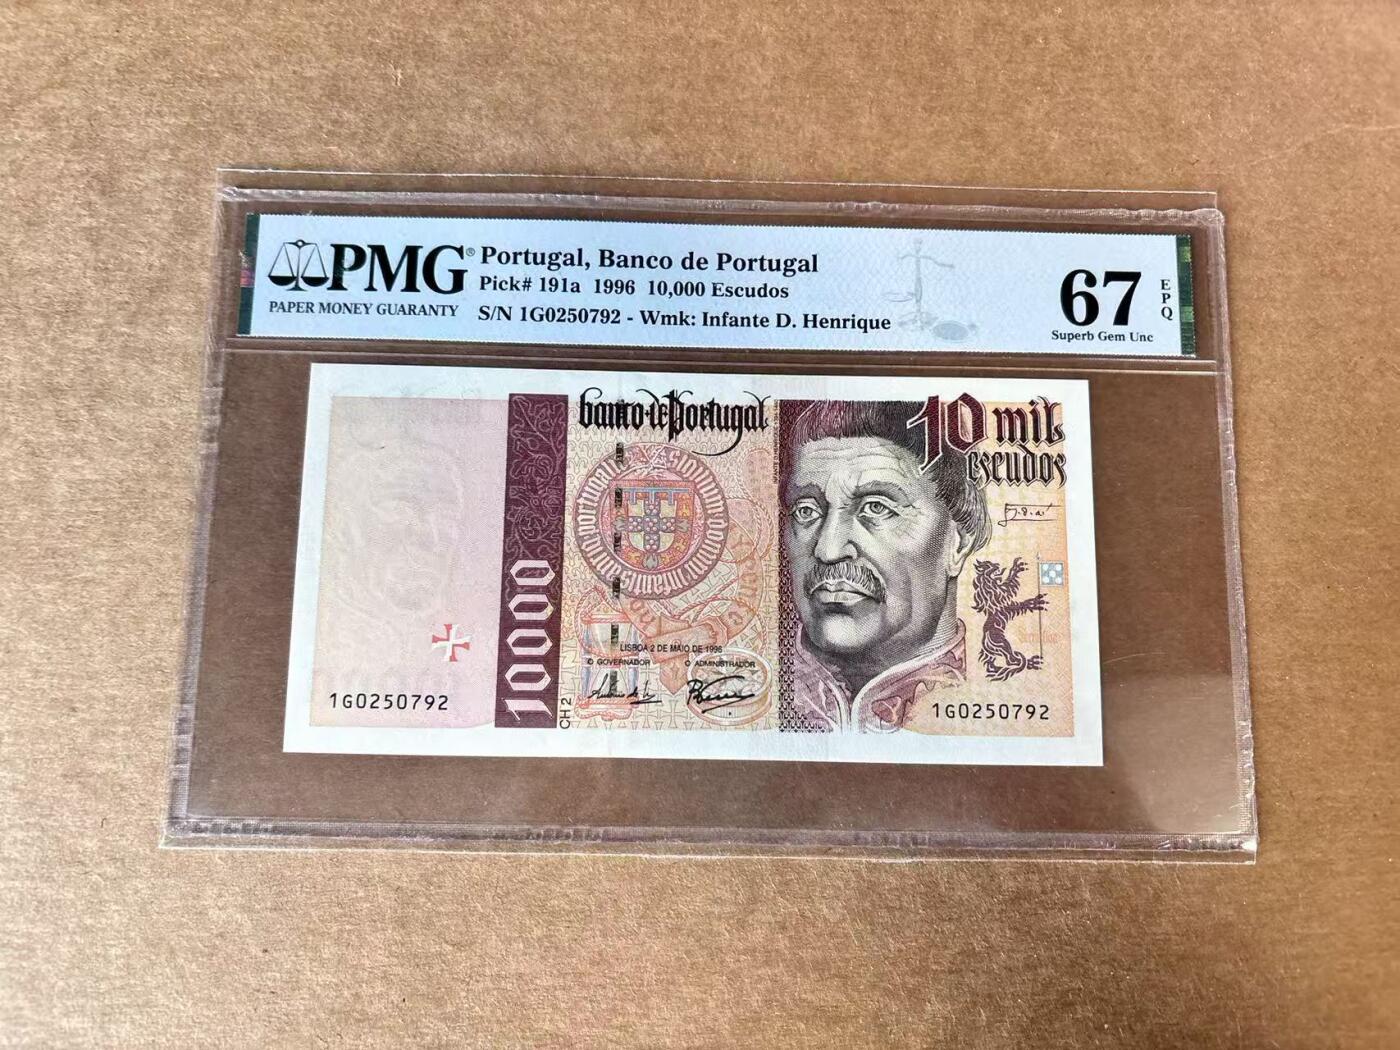 PMG®
PAPER MONEY GUARANTY
Portugal, Banco de Portugal
Pick# 191a 1996 10,000 Escudos
S/N 1G0250792 - Wmk: Infante D. Henrique
67
EPQ
Superb Gem Unc
banco de Portugal
10 mil
escudos
10000
LISBOA 2 DE MAIO DE 1996
O GOVERNADOR O ADMINISTRADOR
CH 2
1G0250792
1G0250792